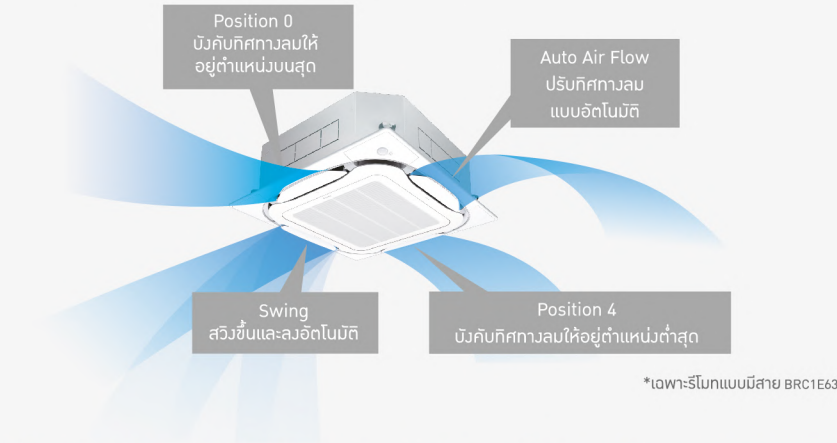 Position 0
บังคับทิศทางลมให้
อยู่ตำแหน่งบนสุด
Auto Air Flow
ปรับทิศทางลม
แบบอัตโนมัติ
Swing
สวิงขึ้นและลงอัตโนมัติ
Position 4
บังคับทิศทางลมให้อยู่ตำแหน่งต่ำสุด
*เฉพาะรีโมทแบบมีสาย BRC1E63